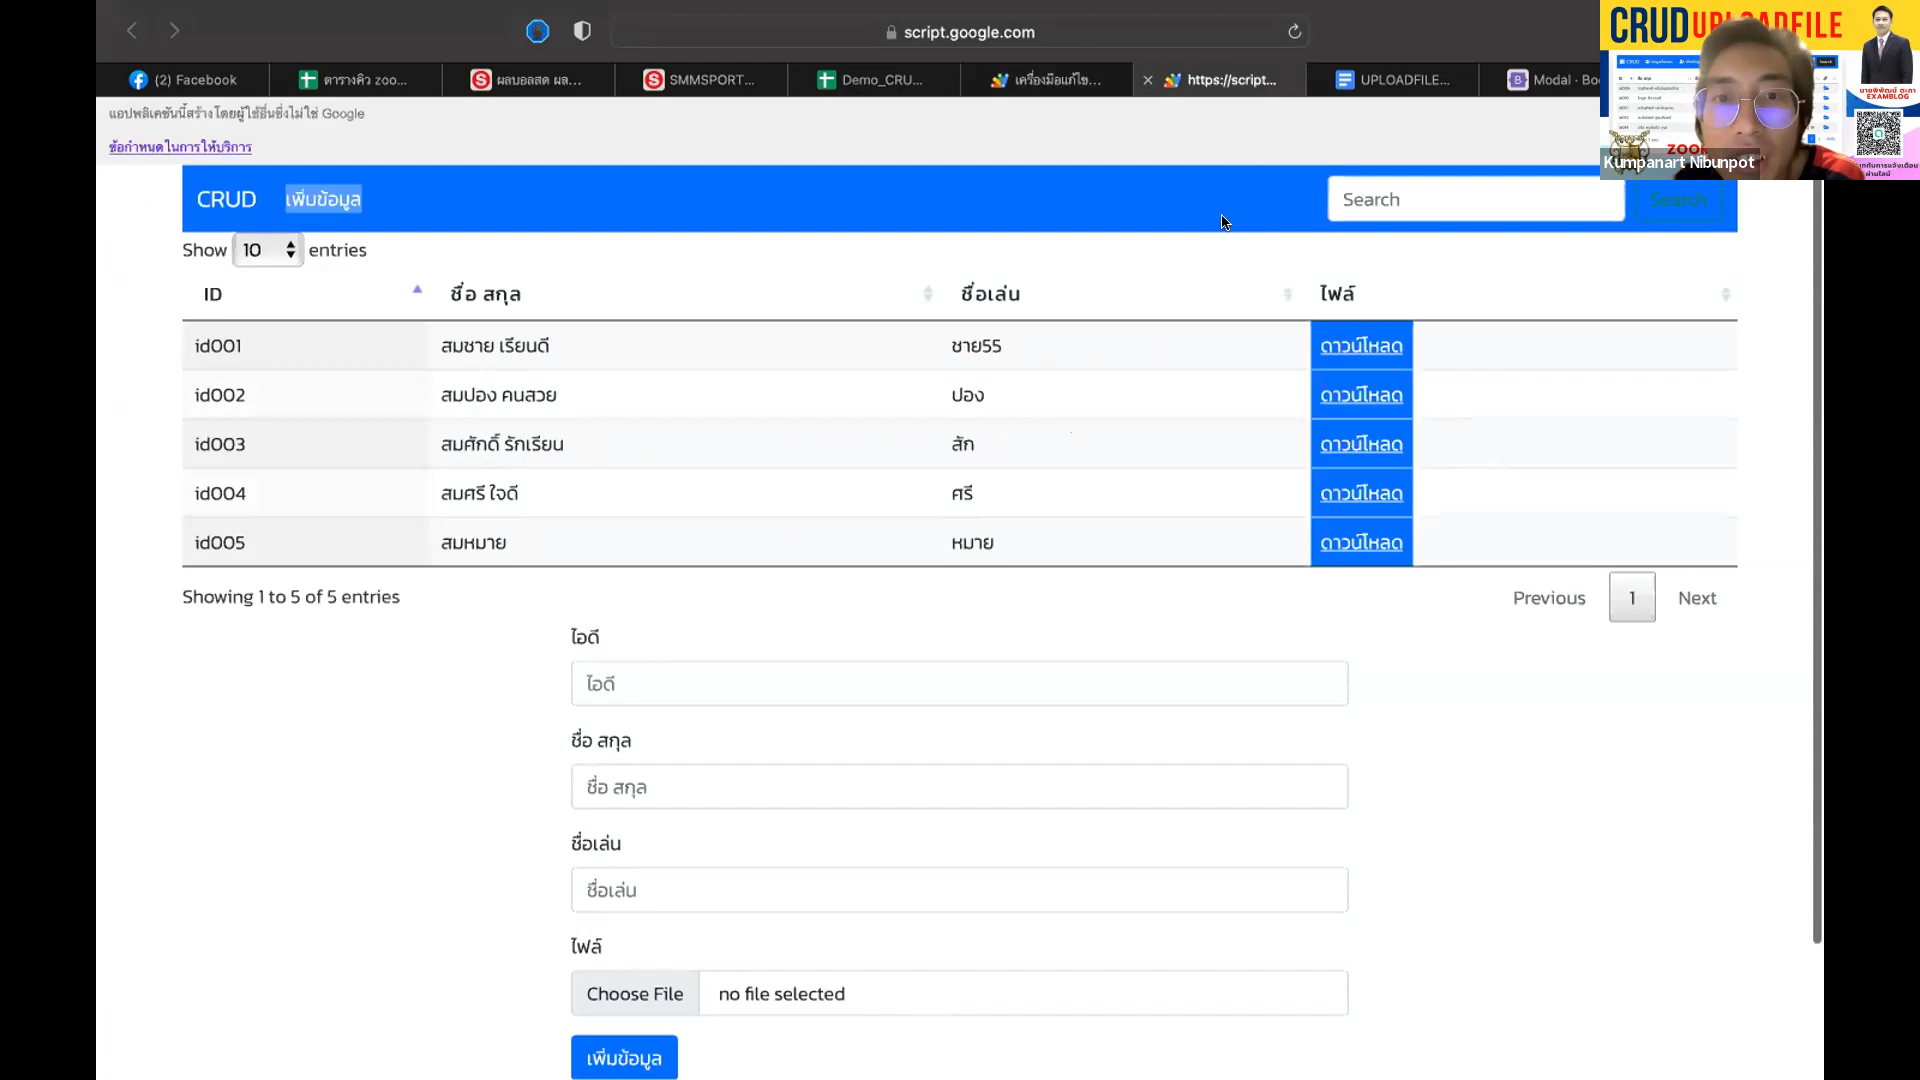 script.google.com
(2) Facebook
ตารางคิว zoo...
ผลบอลสด ผล...
SMMSPORT...
Demo_CRU...
เครื่องมือแก้ไข...
https://script...
UPLOADFILE...
Modal · Bo
แอปพลิเคชันนี้สร้างโดยผู้ใช้อื่นซึ่งไม่ใช่ Google
ข้อกำหนดในการให้บริการ
CRUD
EXAMBLOG
Kumpanart Nibunpot
CRUD เพิ่มข้อมูล Search Search
Show 10 entries
ID ชื่อ สกุล ชื่อเล่น ไฟล์
id001 สมชาย เรียนดี ชาย55 ดาวน์โหลด
id002 สมปอง คนสวย ปอง ดาวน์โหลด
id003 สมศักดิ์ รักเรียน สัก ดาวน์โหลด
id004 สมศรี ใจดี ศรี ดาวน์โหลด
id005 สมหมาย หมาย ดาวน์โหลด
Showing 1 to 5 of 5 entries
Previous 1 Next
ไอดี
ไอดี
ชื่อ สกุล
ชื่อ สกุล
ชื่อเล่น
ชื่อเล่น
ไฟล์
Choose File no file selected
เพิ่มข้อมูล